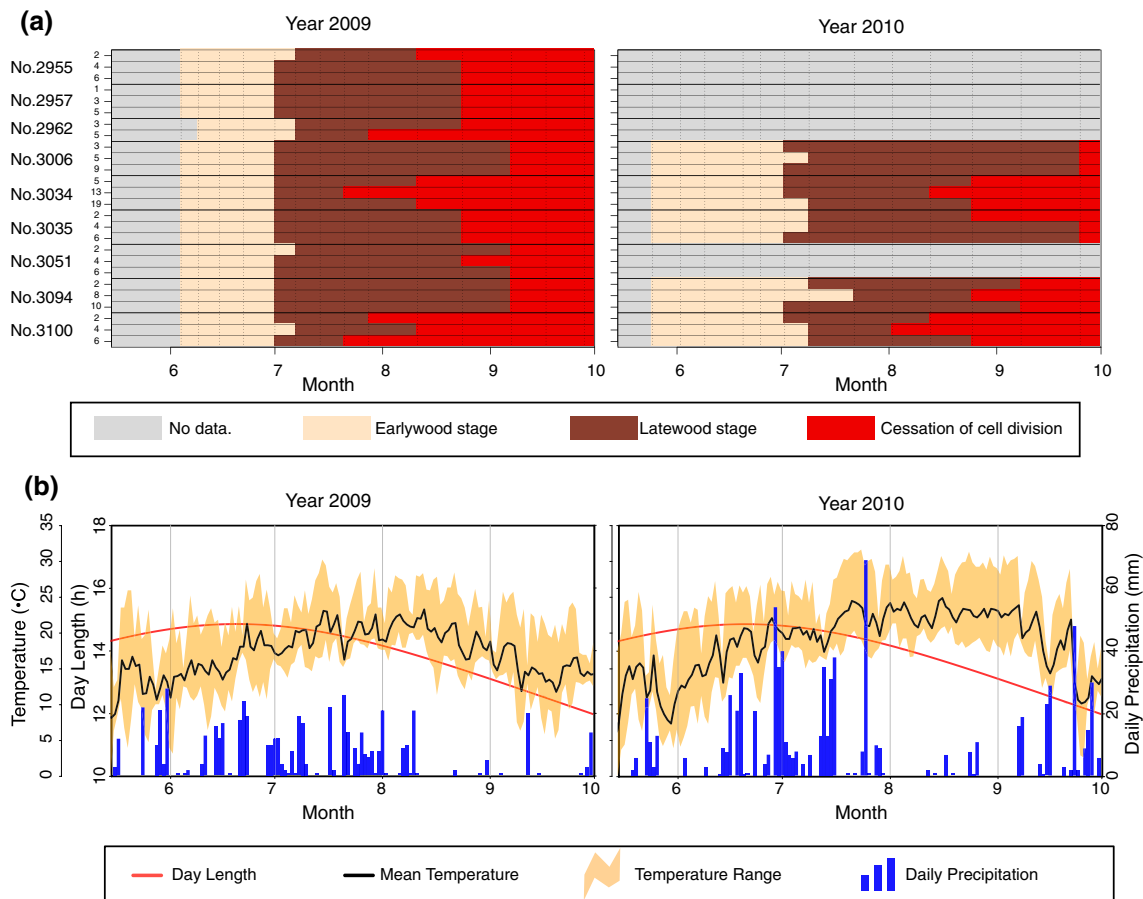 (a)
Year 2009
Year 2010
No.2955
2
4
6
No.2957
1
3
5
No.2962
3
5
No.3006
3
5
9
No.3034
5
13
19
No.3035
2
4
6
No.3051
2
4
6
No.3094
2
8
10
No.3100
2
4
6
6 7 8 9 10
Month
6 7 8 9 10
Month
No data.
Earlywood stage
Latewood stage
Cessation of cell division
(b)
Year 2009
Year 2010
Temperature (•C)
0 5 10 15 20 25 30 35
Day Length (h)
10 12 14 16 18
6 7 8 9 10
Month
6 7 8 9 10
Month
0 20 40 60 80
Daily Precipitation (mm)
Day Length
Mean Temperature
Temperature Range
Daily Precipitation